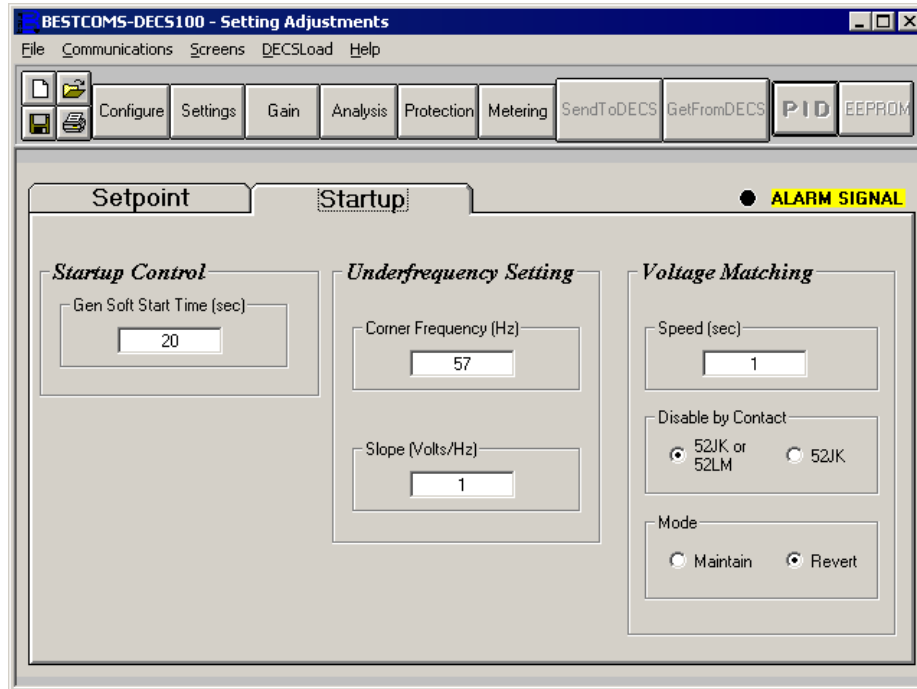 BESTCOMS-DECS100 - Setting Adjustments
File Communications Screens DECSLoad Help
Configure Settings Gain Analysis Protection Metering SendToDECS GetFromDECS PID EEPROM
Setpoint Startup ALARM SIGNAL
Startup Control
Gen Soft Start Time (sec)
20
Underfrequency Setting
Corner Frequency (Hz)
57
Slope (Volts/Hz)
1
Voltage Matching
Speed (sec)
1
Disable by Contact
52JK or
52LM
52JK
Mode
Maintain Revert